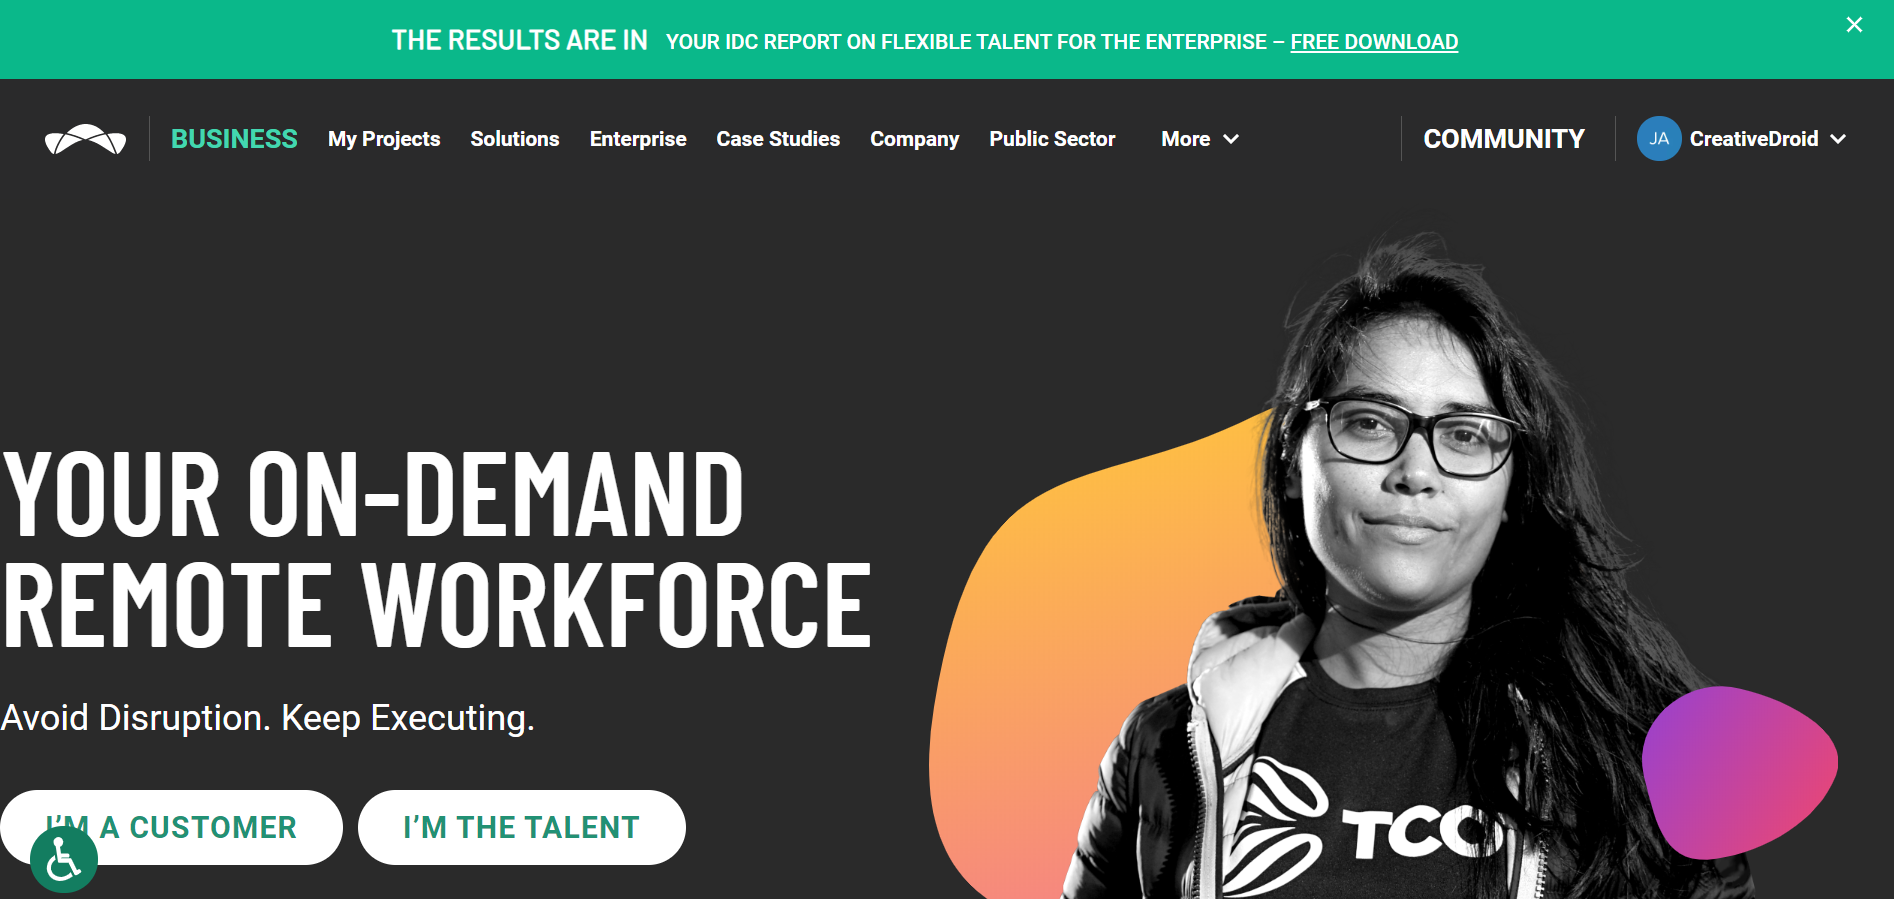 THE RESULTS ARE IN YOUR IDC REPORT ON FLEXIBLE TALENT FOR THE ENTERPRISE – FREE DOWNLOAD
BUSINESS My Projects Solutions Enterprise Case Studies Company Public Sector More COMMUNITY JA CreativeDroid
YOUR ON-DEMAND
REMOTE WORKFORCE
Avoid Disruption. Keep Executing.
I’M A CUSTOMER I’M THE TALENT
TCO